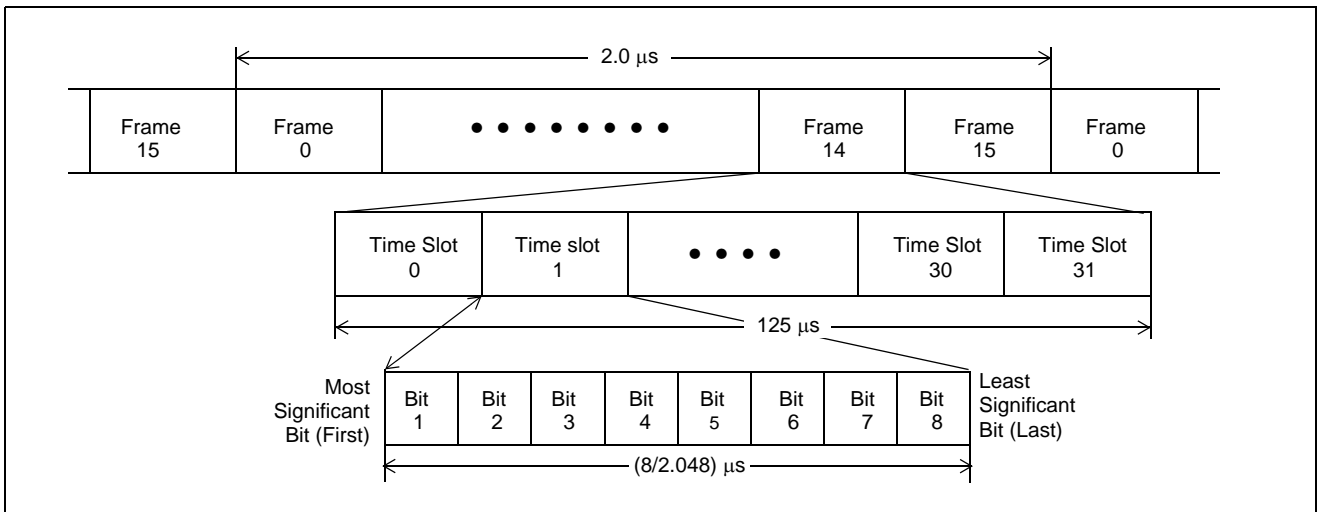 2.0 µs
Frame
15
Frame
0
Frame
14
Frame
15
Frame
0
Time Slot
0
Time slot
1
Time Slot
30
Time Slot
31
125 µs
Most
Significant
Bit (First)
Bit
1
Bit
2
Bit
3
Bit
4
Bit
5
Bit
6
Bit
7
Bit
8
Least
Significant
Bit (Last)
(8/2.048) µs